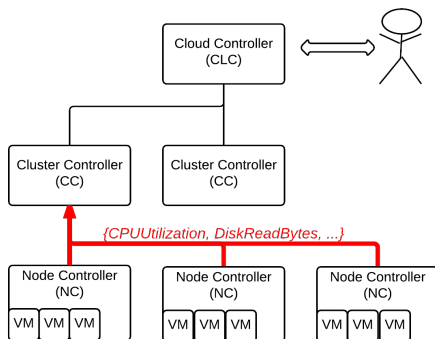 Cloud Controller
(CLC)
Cluster Controller
(CC)
Cluster Controller
(CC)
{CPUUtilization, DiskReadBytes, ...}
Node Controller
(NC)
VM VM VM
Node Controller
(NC)
VM VM VM
Node Controller
(NC)
VM VM VM